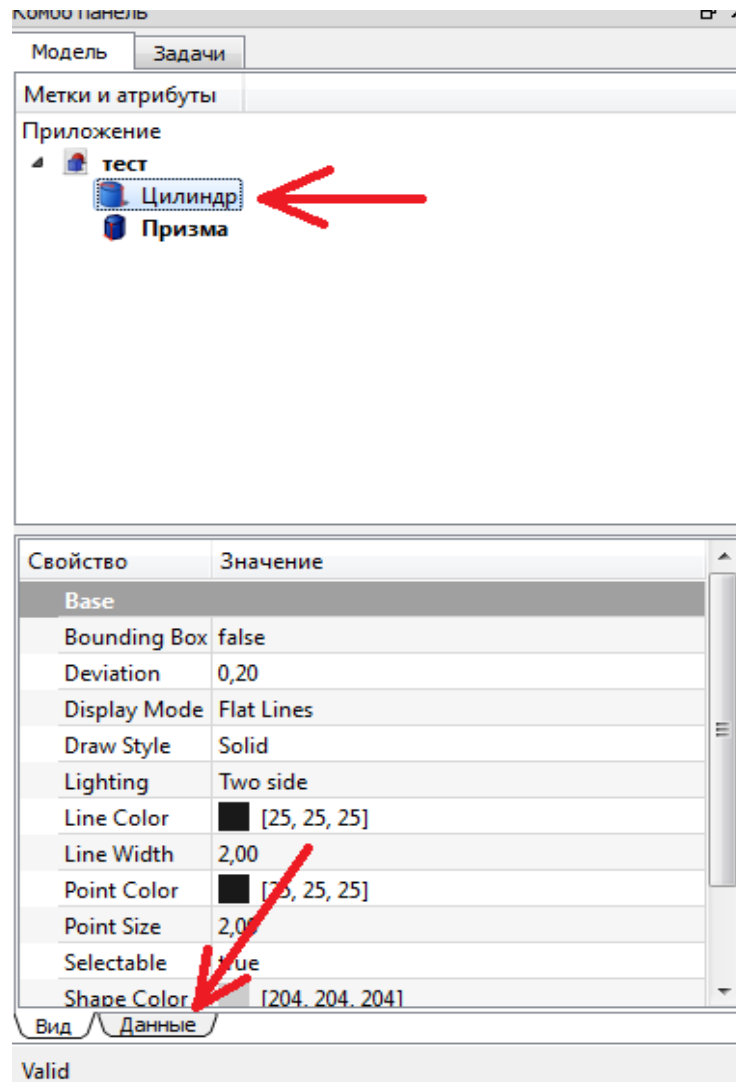 Комбо панель
Модель Задачи
Метки и атрибуты
Приложение
тест
Цилиндр
Призма
Свойство Значение
Base
Bounding Box false
Deviation 0,20
Display Mode Flat Lines
Draw Style Solid
Lighting Two side
Line Color [25, 25, 25]
Line Width 2,00
Point Color [25, 25, 25]
Point Size 2,00
Selectable true
Shape Color [204, 204, 204]
Вид Данные
Valid